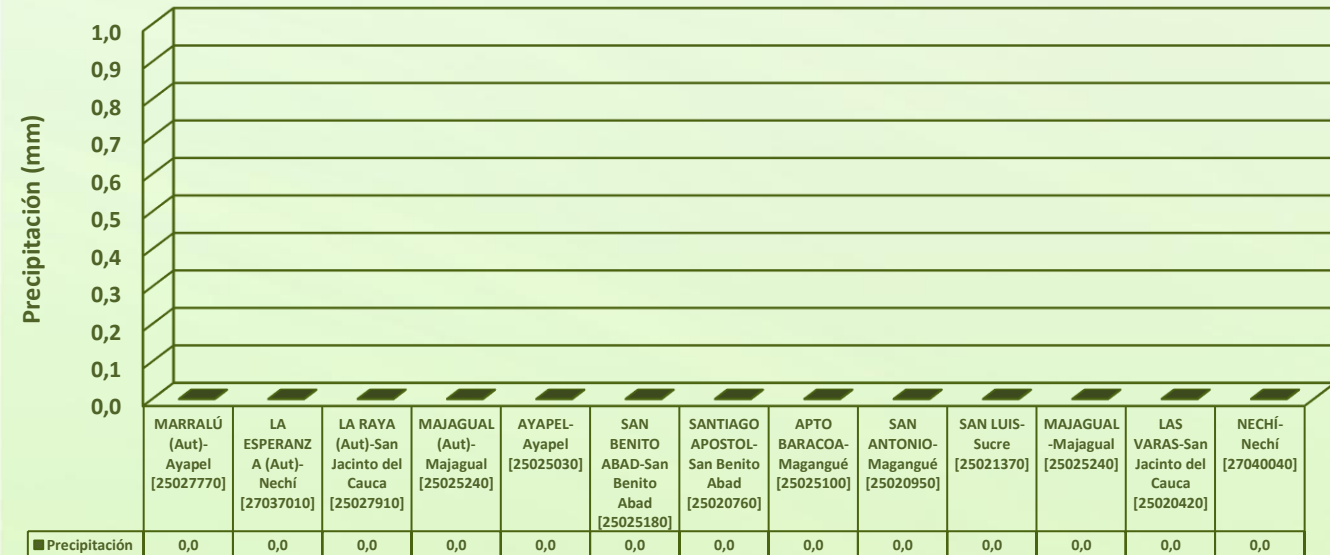 Precipitación (mm)
1,0
0,9
0,8
0,7
0,6
0,5
0,4
0,3
0,2
0,1
0,0
MARRALÚ
(Aut)-
Ayapel
[25027770]
LA
ESPERANZ
A (Aut)-
Nechí
[27037010]
LA RAYA
(Aut)-San
Jacinto del
Cauca
[25027910]
MAJAGUAL
(Aut)-
Majagual
[25025240]
AYAPEL-
Ayapel
[25025030]
SAN
BENITO
ABAD-San
Benito
Abad
[25025180]
SANTIAGO
APOSTOL-
San Benito
Abad
[25020760]
APTO
BARACOA-
Magangué
[25025100]
SAN
ANTONIO-
Magangué
[25020950]
SAN LUIS-
Sucre
[25021370]
MAJAGUAL
-Majagual
[25025240]
LAS
VARAS-San
Jacinto del
Cauca
[25020420]
NECHÍ-
Nechí
[27040040]
Precipitación 0,0 0,0 0,0 0,0 0,0 0,0 0,0 0,0 0,0 0,0 0,0 0,0 0,0